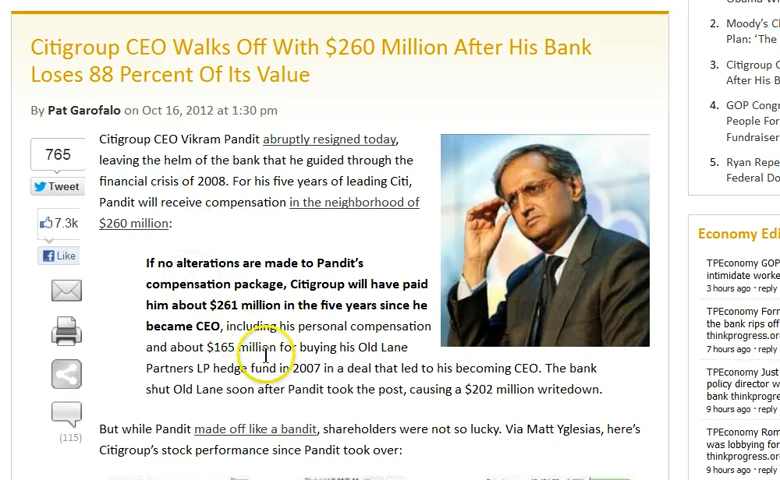 Citigroup CEO Walks Off With $260 Million After His Bank
Loses 88 Percent Of Its Value
By Pat Garofalo on Oct 16, 2012 at 1:30 pm
765
Tweet
7.3k
Like
(115)
Citigroup CEO Vikram Pandit abruptly resigned today,
leaving the helm of the bank that he guided through the
financial crisis of 2008. For his five years of leading Citi,
Pandit will receive compensation in the neighborhood of
$260 million:
If no alterations are made to Pandit's
compensation package, Citigroup will have paid
him about $261 million in the five years since he
became CEO, including his personal compensation
and about $165 million for buying his Old Lane
Partners LP hedge fund in 2007 in a deal that led to his becoming CEO. The bank
shut Old Lane soon after Pandit took the post, causing a $202 million writedown.
But while Pandit made off like a bandit, shareholders were not so lucky. Via Matt Yglesias, here's
Citigroup's stock performance since Pandit took over:
2. Moody's C
Plan: 'The
3. Citigroup C
After His B
4. GOP Cong
People For
Fundraiser
5. Ryan Repe
Federal Do
Economy Edi
TPEconomy GOP
intimidate worke
3 hours ago · reply
TPEconomy Form
the bank rips off
thinkprogress.or
7 hours ago · reply
TPEconomy Just
policy director w
bank thinkprogre
9 hours ago · reply
TPEconomy Rom
was lobbying for
thinkprogress.or
9 hours ago · reply